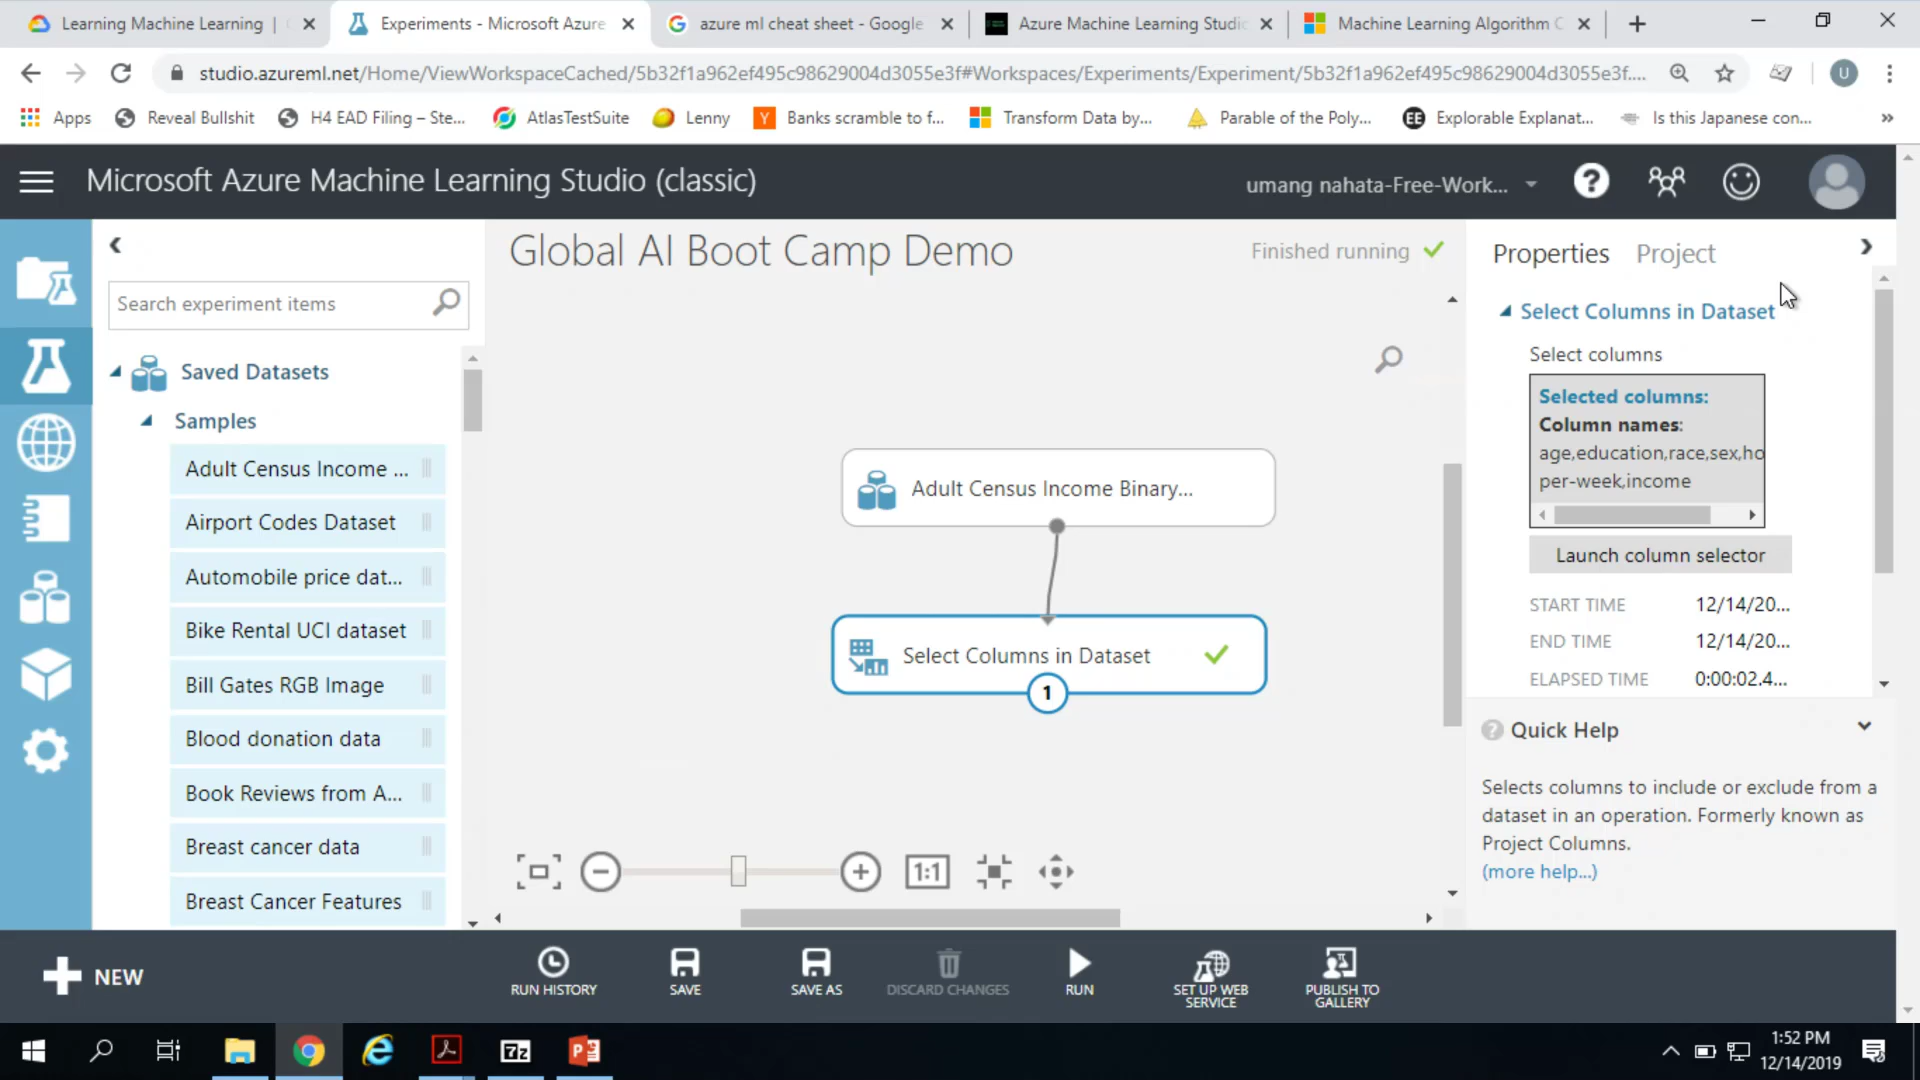 Learning Machine Learning |
Experiments - Microsoft Azure
azure ml cheat sheet - Google
Azure Machine Learning Studio
Machine Learning Algorithm C
studio.azureml.net/Home/ViewWorkspaceCached/5b32f1a962ef495c98629004d3055e3f#Workspaces/Experiments/Experiment/5b32f1a962ef495c98629004d3055e3f....
U
Apps
Reveal Bullshit
H4 EAD Filing – Ste...
AtlasTestSuite
Lenny
Y
Banks scramble to f...
Transform Data by...
Parable of the Poly...
EE
Explorable Explanat...
Is this Japanese con...
»
Microsoft Azure Machine Learning Studio (classic)
umang nahata-Free-Work...
?
Global AI Boot Camp Demo
Finished running
Properties
Project
Search experiment items
Select Columns in Dataset
Select columns
Selected columns:
Column names:
age,education,race,sex,ho
per-week,income
Launch column selector
START TIME 12/14/20...
END TIME 12/14/20...
ELAPSED TIME 0:00:02.4...
Saved Datasets
Samples
Adult Census Income ...
Airport Codes Dataset
Automobile price dat...
Bike Rental UCI dataset
Bill Gates RGB Image
Blood donation data
Book Reviews from A...
Breast cancer data
Breast Cancer Features
Adult Census Income Binary...
Select Columns in Dataset
1
1:1
? Quick Help
Selects columns to include or exclude from a
dataset in an operation. Formerly known as
Project Columns.
(more help...)
NEW
RUN HISTORY
SAVE
SAVE AS
DISCARD CHANGES
RUN
SET UP WEB
SERVICE
PUBLISH TO
GALLERY
7z
P
1:52 PM
12/14/2019